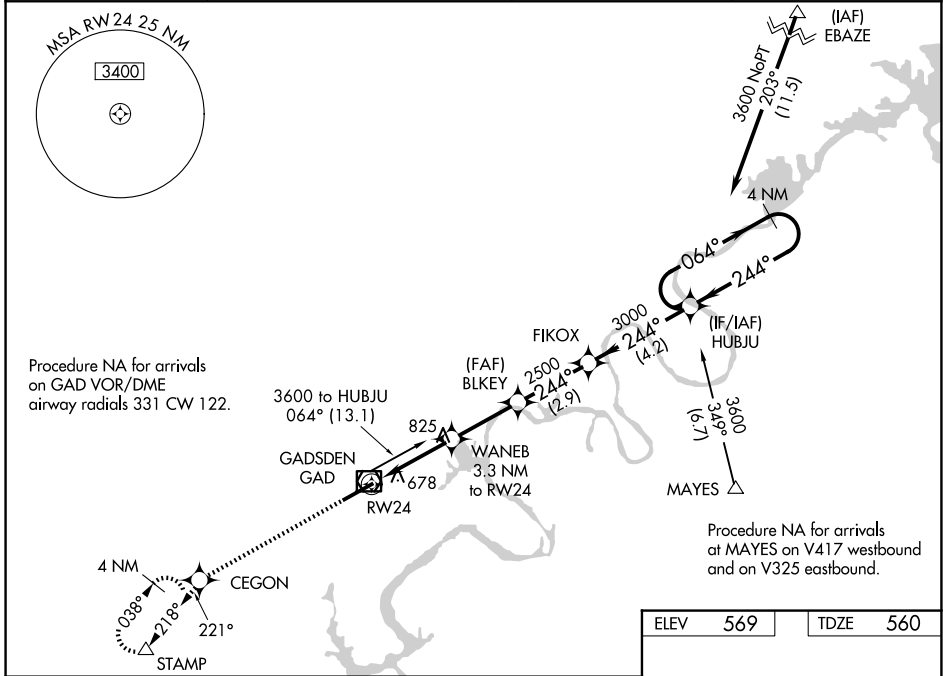 MSA RW24 25 NM
3400
(IAF)
EBAZE
3600 NoPT
203°
(11.5)
4 NM
064°
244°
(IF/IAF)
HUBJU
3000
244°
(4.2)
FIKOX
(FAF)
BLKEY
2500
244°
(2.9)
Procedure NA for arrivals
on GAD VOR/DME
airway radials 331 CW 122.
3600 to HUBJU
064° (13.1)
825
WANEB
3.3 NM
to RW24
GADSDEN
GAD
678
RW24
3600
349°
(6.7)
MAYES
Procedure NA for arrivals
at MAYES on V417 westbound
and on V325 eastbound.
4 NM
CEGON
038°
218°
221°
STAMP
ELEV 569
TDZE 560